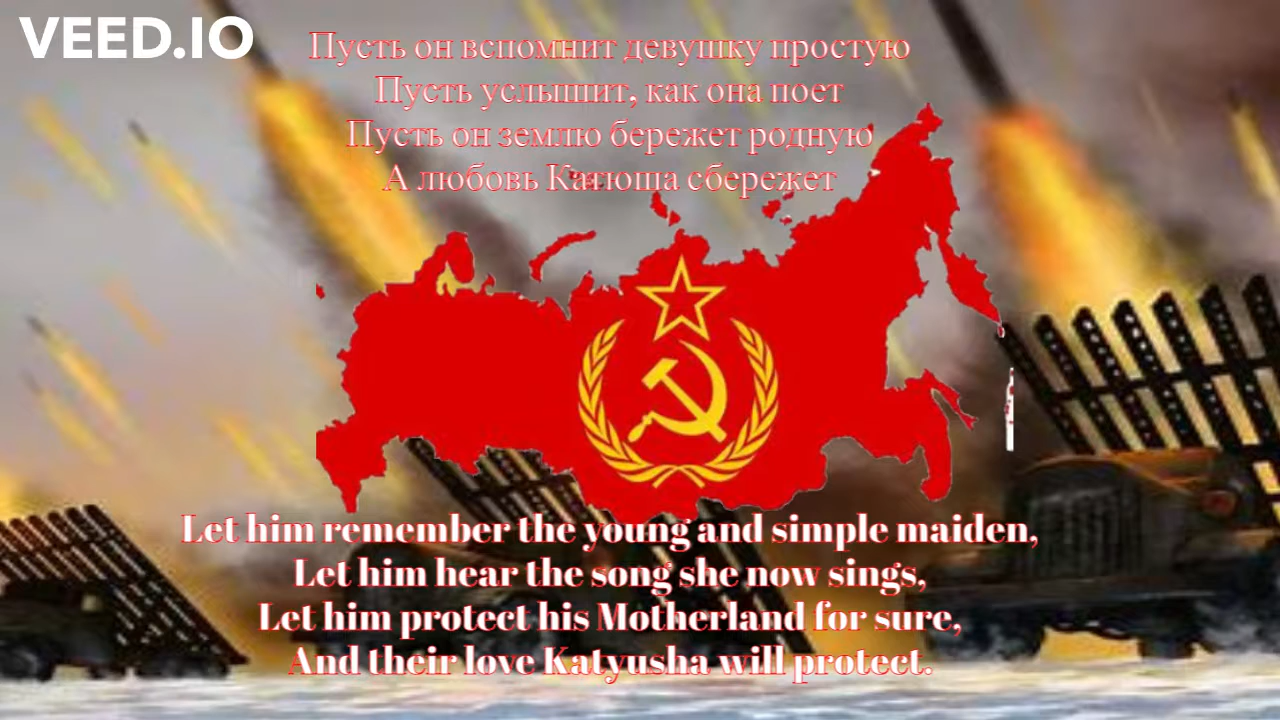 VEED.IO
Пусть он вспомнит девушку простую
Пусть услышит, как она поет
Пусть он землю бережет родную
А любовь Катюша сбережет
Let him remember the young and simple maiden,
Let him hear the song she now sings,
Let him protect his Motherland for sure,
And their love Katyusha will protect.